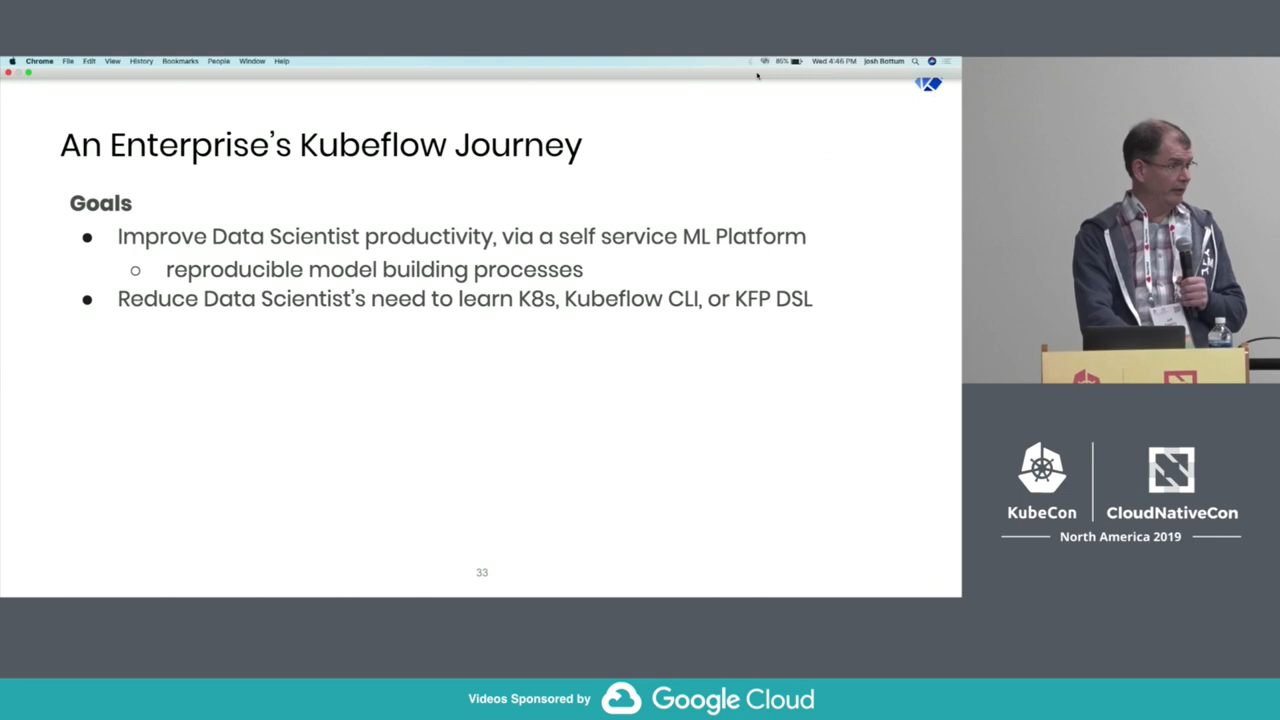 Chrome File Edit View History Bookmarks People Window Help 85% Wed 4:46 PM Josh Bottum
An Enterprise's Kubeflow Journey
Goals
● Improve Data Scientist productivity, via a self service ML Platform
○ reproducible model building processes
● Reduce Data Scientist's need to learn K8s, Kubeflow CLI, or KFP DSL
33
KubeCon
CloudNativeCon
North America 2019
Videos Sponsored by Google Cloud